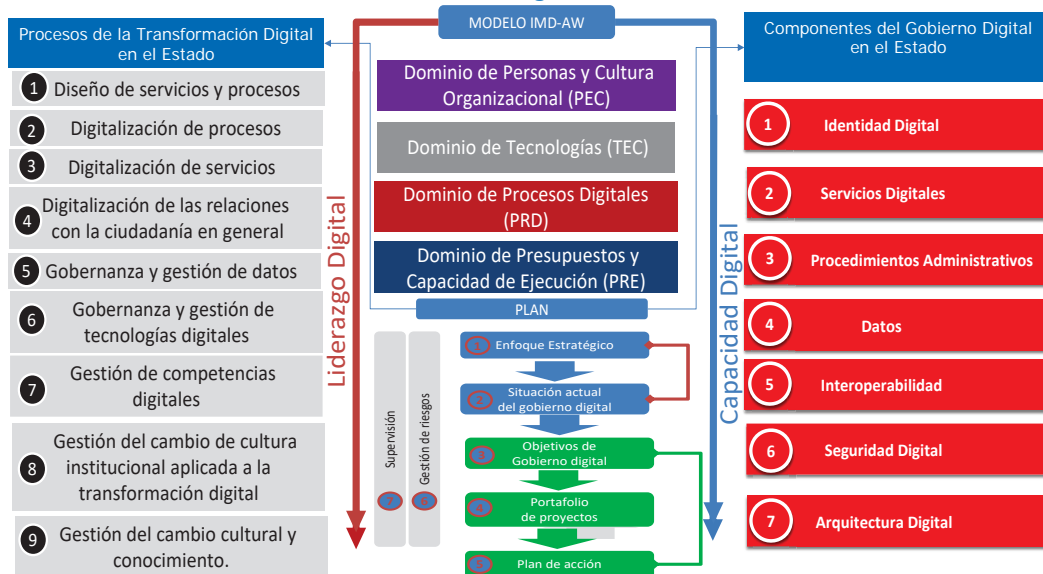 MODELO IMD-AW
Procesos de la Transformación Digital
en el Estado
1 Diseño de servicios y procesos
2 Digitalización de procesos
3 Digitalización de servicios
4 Digitalización de las relaciones
con la ciudadanía en general
5 Gobernanza y gestión de datos
6 Gobernanza y gestión de
tecnologías digitales
7 Gestión de competencias
digitales
8 Gestión del cambio de cultura
institucional aplicada a la
transformación digital
9 Gestión del cambio cultural y
conocimiento.
Liderazgo Digital
Dominio de Personas y Cultura
Organizacional (PEC)
Dominio de Tecnologías (TEC)
Dominio de Procesos Digitales
(PRD)
Dominio de Presupuestos y
Capacidad de Ejecución (PRE)
PLAN
1 Enfoque Estratégico
2 Situación actual
del gobierno digital
3 Objetivos de
Gobierno digital
4 Portafolio
de proyectos
5 Plan de acción
Supervisión
7
Gestión de riesgos
6
Capacidad Digital
Componentes del Gobierno Digital
en el Estado
1 Identidad Digital
2 Servicios Digitales
3 Procedimientos Administrativos
4 Datos
5 Interoperabilidad
6 Seguridad Digital
7 Arquitectura Digital